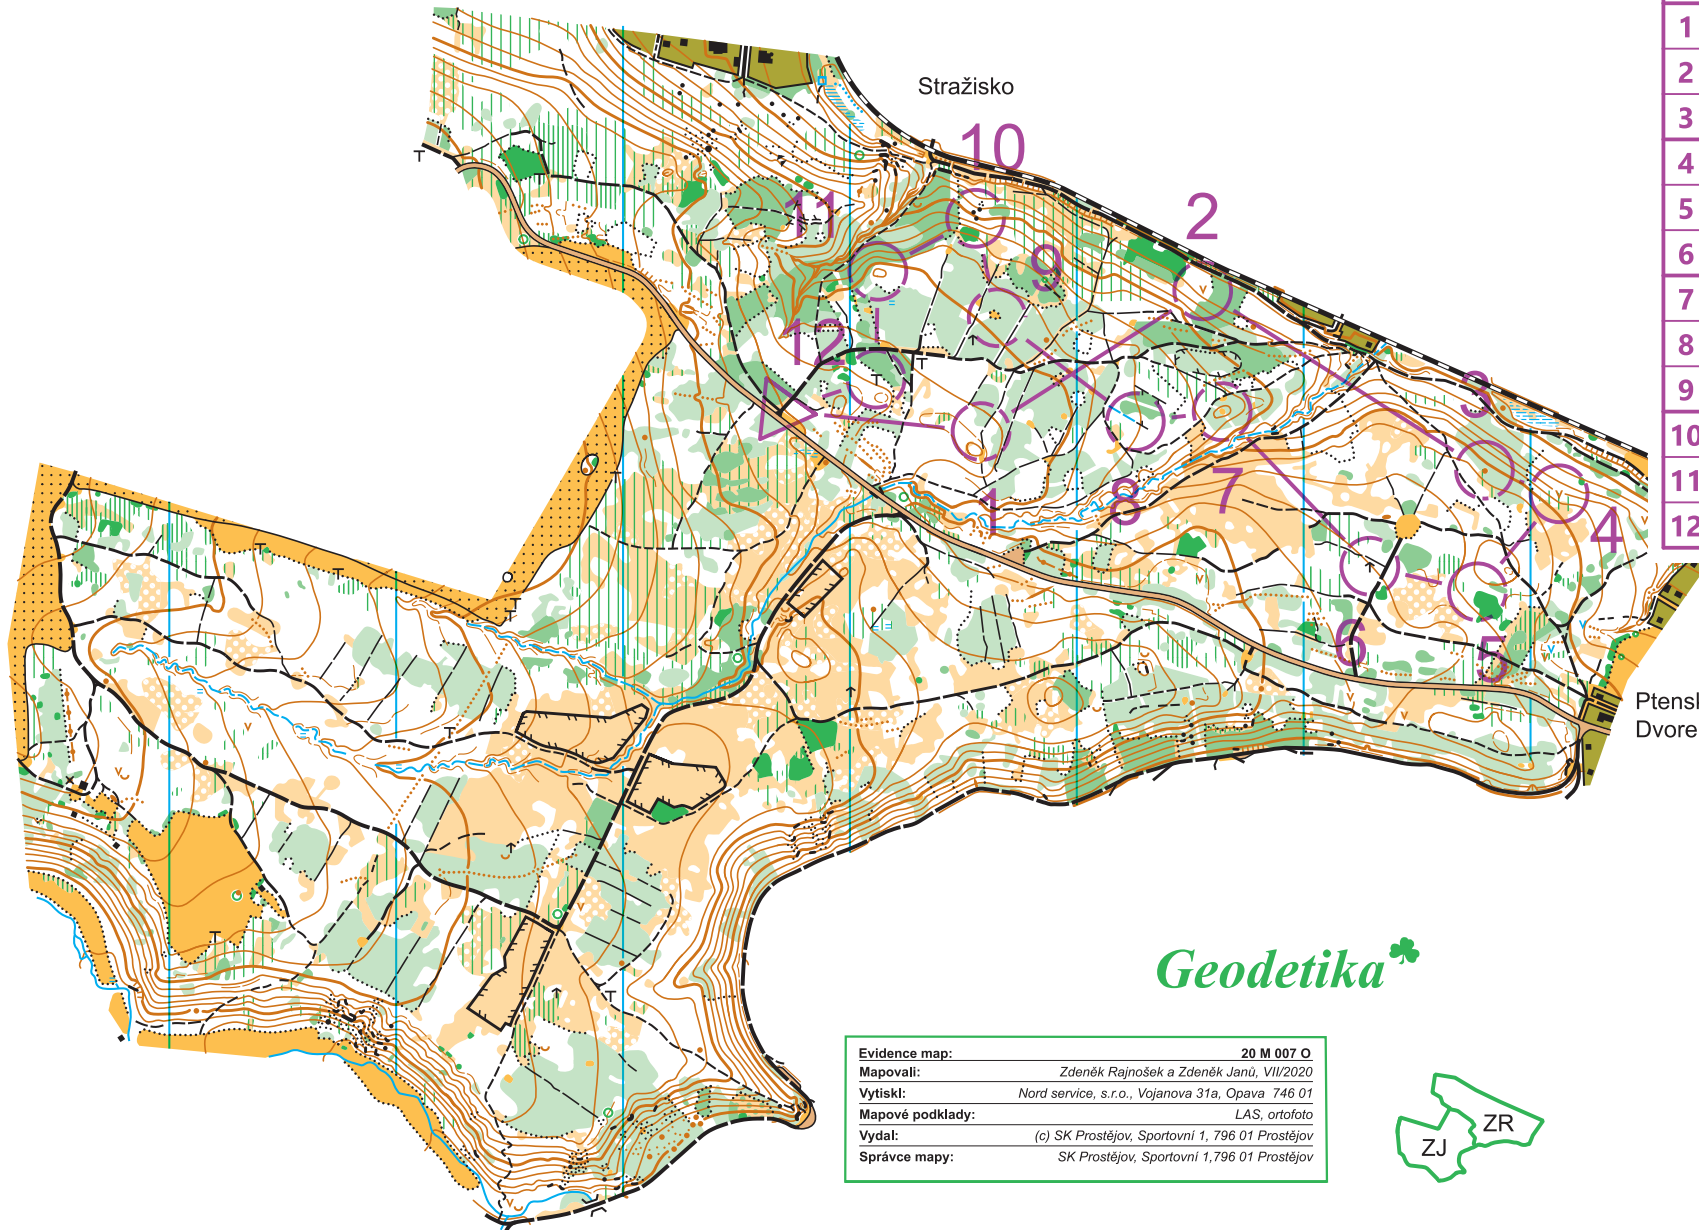 1
2
3
4
5
6
7
8
9
10
11
12
Stražisko
10
2
11
9
12
3
1
8
7
4
6
5
Ptensk
Dvore
Geodetika
Evidence map: 20 M 007 O
Mapovali: Zdeněk Rajnošek a Zdeněk Janů, VII/2020
Vytiskl: Nord service, s.r.o., Vojanova 31a, Opava 746 01
Mapové podklady: LAS, ortofoto
Vydal: (c) SK Prostějov, Sportovní 1, 796 01 Prostějov
Správce mapy: SK Prostějov, Sportovní 1,796 01 Prostějov
ZR
ZJ